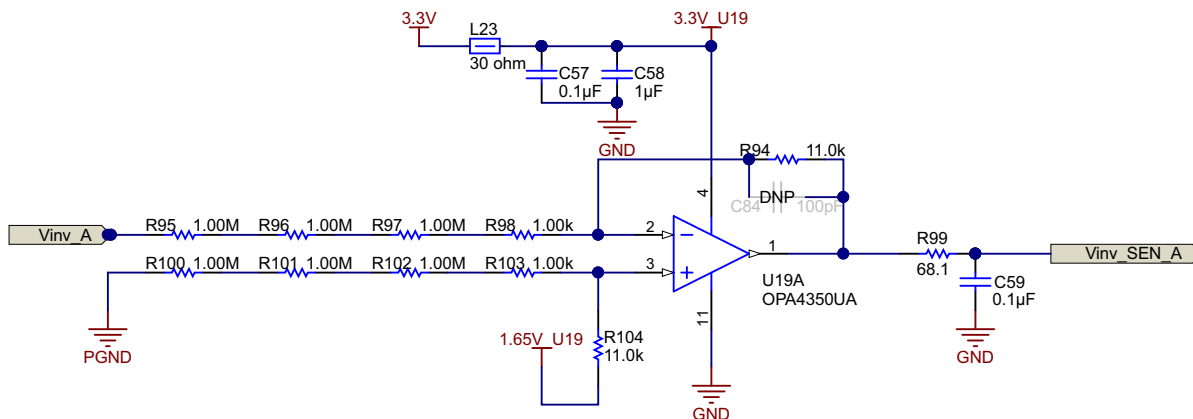 3.3V
L23
30 ohm
3.3V_U19
C57
0.1µF
C58
1µF
GND
R94
11.0k
C84
DNP
100pF
4
Vinv_A
R95
1.00M
R96
1.00M
R97
1.00M
R98
1.00k
2
R100
1.00M
R101
1.00M
R102
1.00M
R103
1.00k
3
1
U19A
OPA4350UA
11
R99
68.1
Vinv_SEN_A
C59
0.1µF
GND
PGND
1.65V_U19
R104
11.0k
GND